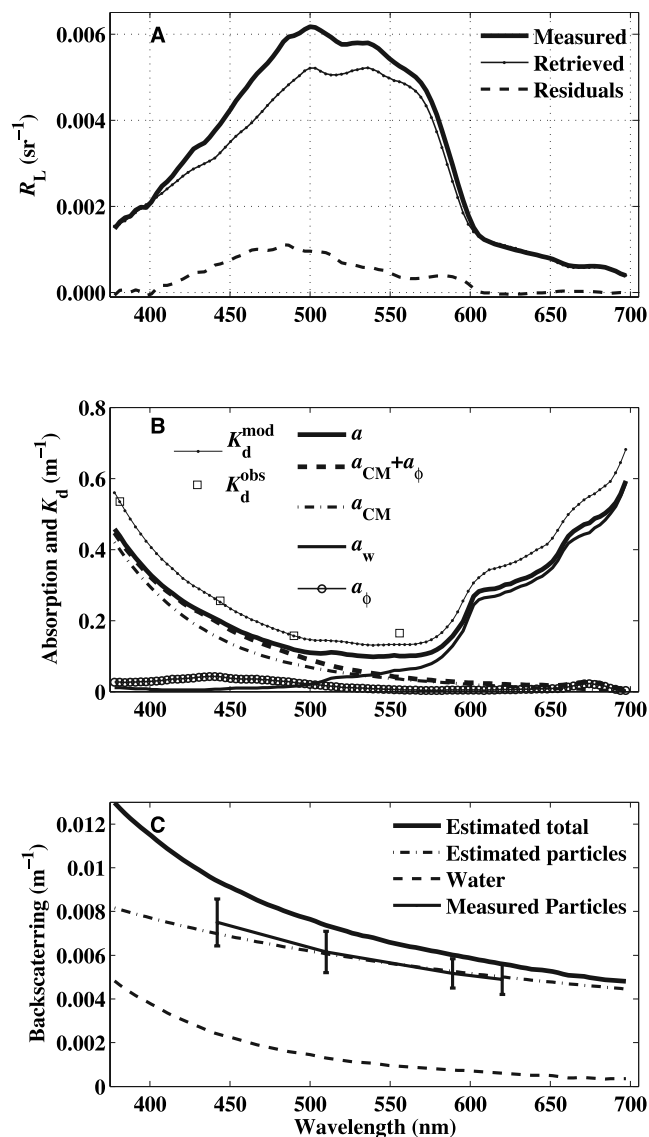 A
Measured
Retrieved
Residuals
0.006
0.004
0.002
0.000
R_L (sr⁻¹)
400 450 500 550 600 650 700
B
K_d^mod
K_d^obs
a
a_CM+a_ϕ
a_CM
a_w
a_ϕ
0.8
0.6
0.4
0.2
0
Absorption and K_d (m⁻¹)
400 450 500 550 600 650 700
C
Estimated total
Estimated particles
Water
Measured Particles
0.012
0.01
0.008
0.006
0.004
0.002
0
Backscaterring (m⁻¹)
400 450 500 550 600 650 700
Wavelength (nm)